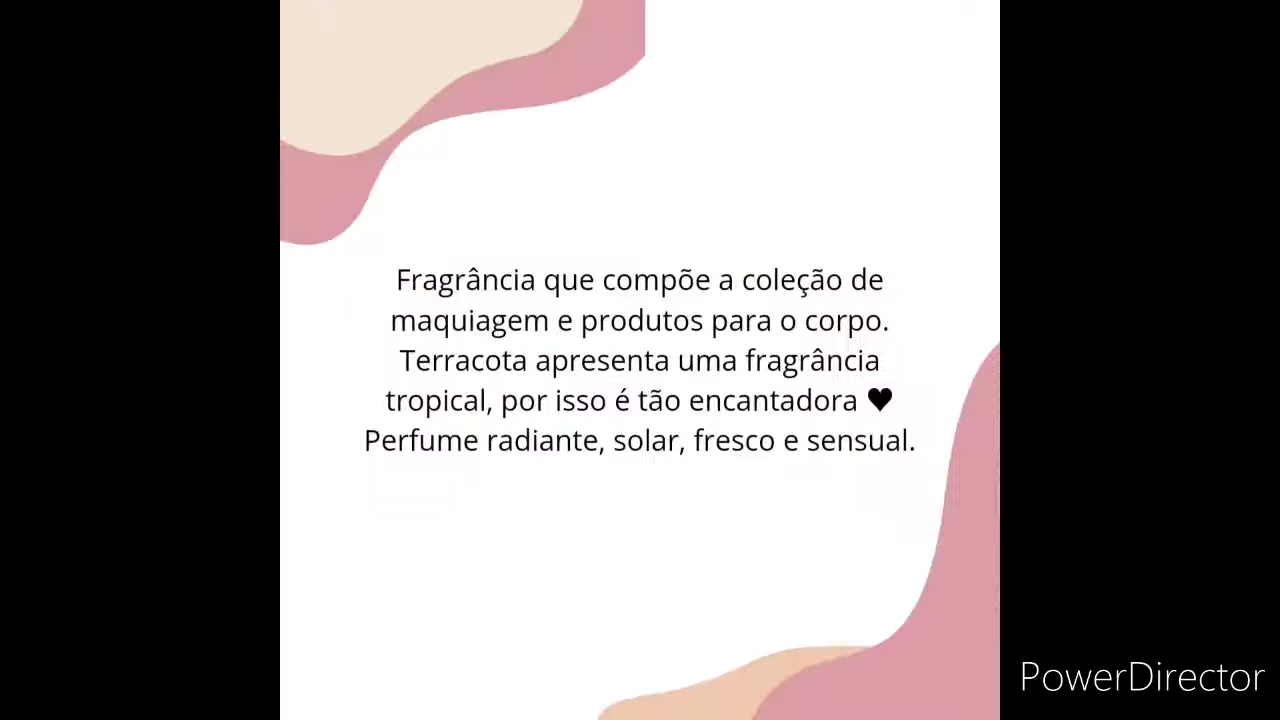 Fragrância que compõe a coleção de
maquiagem e produtos para o corpo.
Terracota apresenta uma fragrância
tropical, por isso é tão encantadora ♥
Perfume radiante, solar, fresco e sensual.
PowerDirector